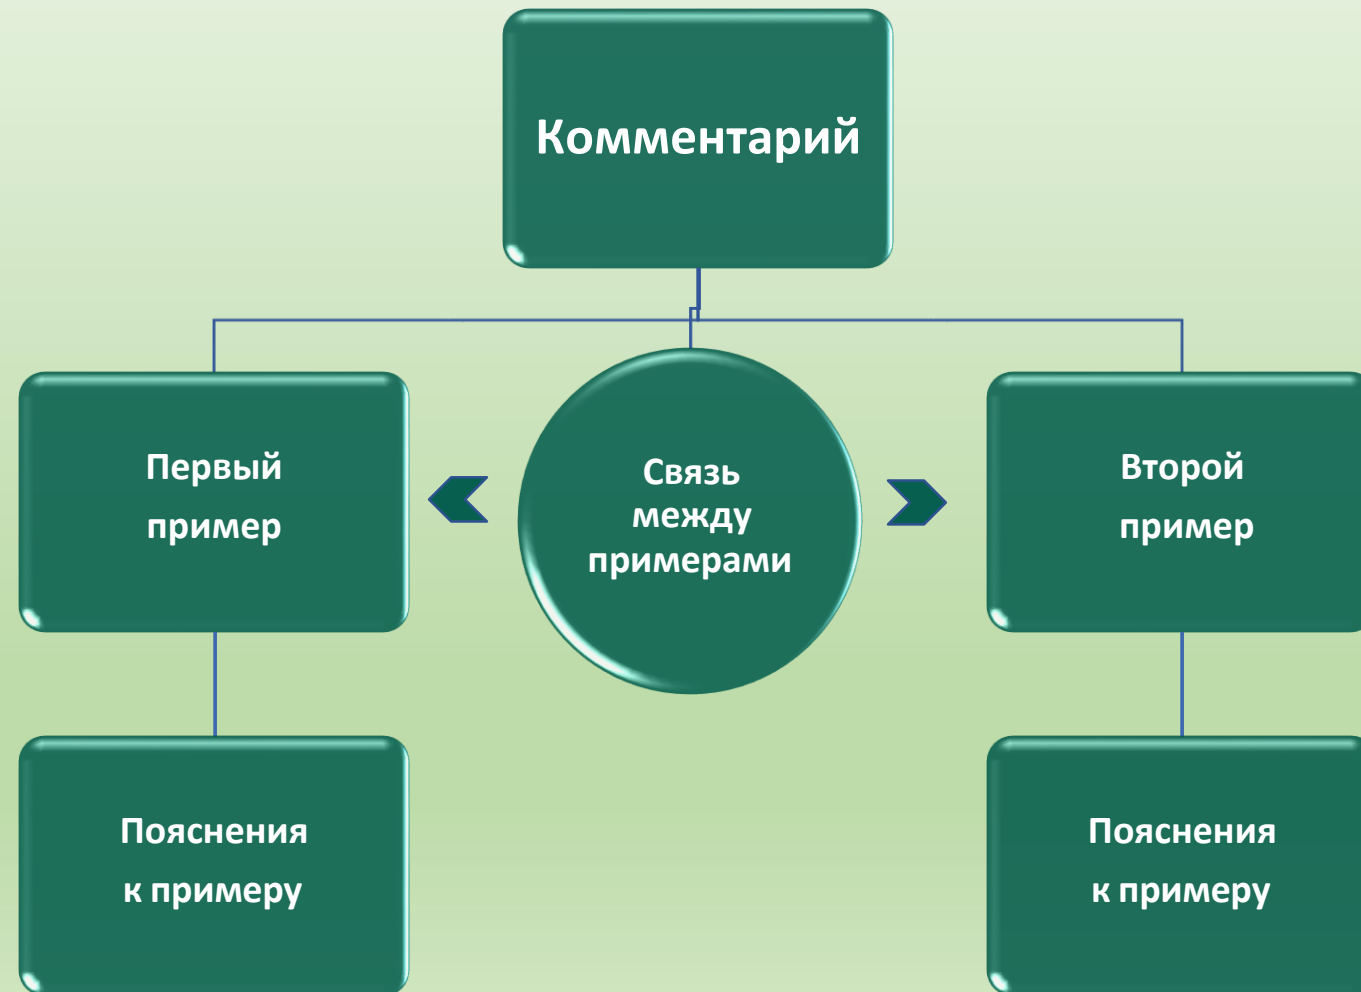 Комментарий
Первый
пример
Связь
между
примерами
Второй
пример
Пояснения
к примеру
Пояснения
к примеру